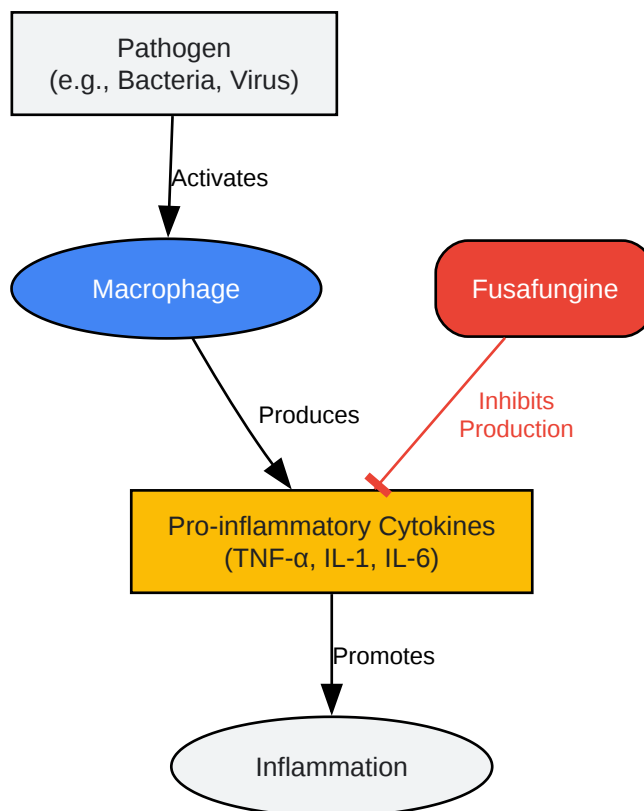 Pathogen
(e.g., Bacteria, Virus)
Activates
Macrophage
Fusafungine
Produces
Inhibits
Production
Pro-inflammatory Cytokines
(TNF-α, IL-1, IL-6)
Promotes
Inflammation